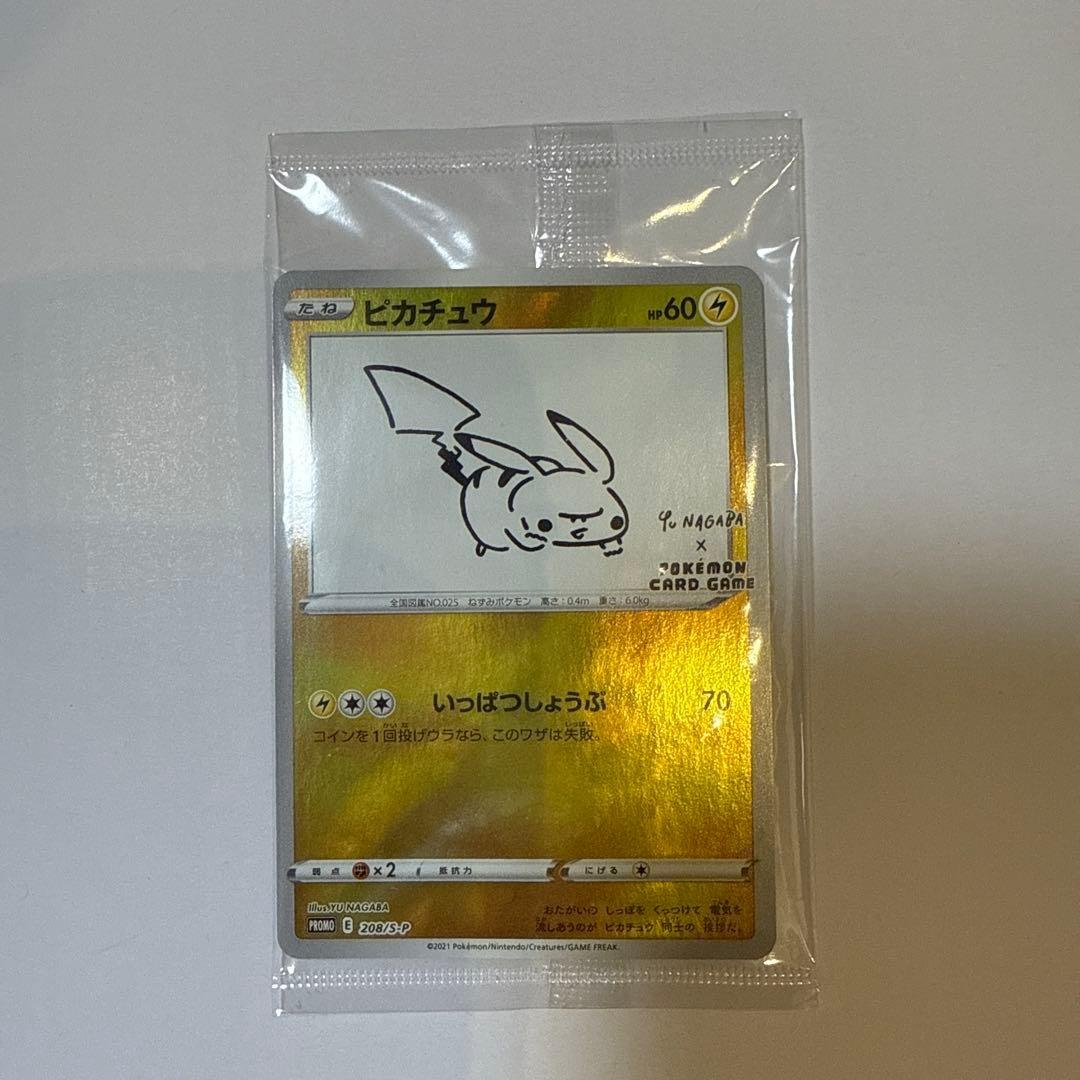 たね ピカチュウ HP60
Yu NAGABA
×
POKÉMON
CARD GAME
全国図鑑NO.025 ねずみポケモン 高さ:0.4m 重さ:6.0kg
いっぱつしょうぶ 70
コインを1回投げウラなら、このワザは失敗。
弱点 ×2 抵抗力 にげる
Illus.YU NAGABA
おたがいの しっぽを くっつけて 電気を
流しあうのが ピカチュウ 同士の 挨拶だ。
PROMO E 208/S-P
©2021 Pokémon/Nintendo/Creatures/GAME FREAK.